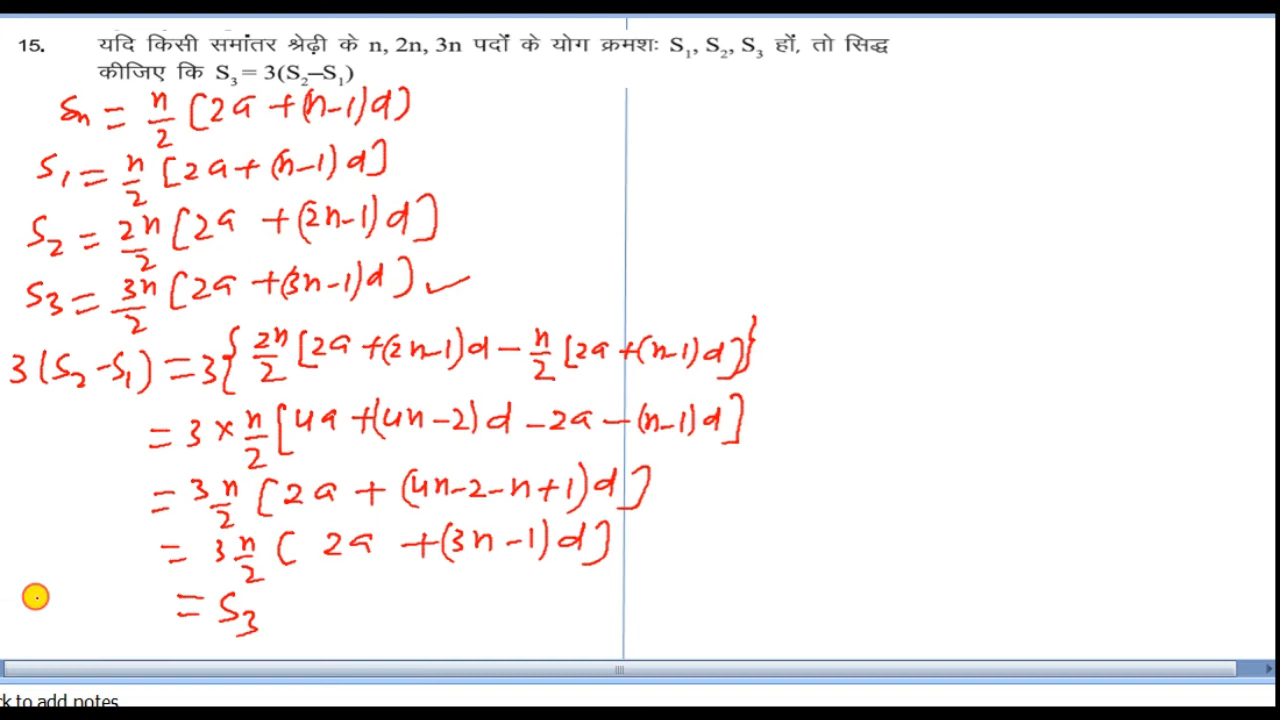 15. यदि किसी समांतर श्रेढ़ी के n, 2n, 3n पदों के योग क्रमशः S₁, S₂, S₃ हों, तो सिद्ध
कीजिए कि S₃ = 3(S₂–S₁)
Sn = n/2 [2a + (n-1)d]
S₁ = n/2 [2a + (n-1)d]
S₂ = 2n/2 [2a + (2n-1)d]
S₃ = 3n/2 [2a + (3n-1)d] ✓
3(S₂ - S₁) = 3{2n/2 [2a + (2n-1)d - n/2 [2a + (n-1)d]}
= 3 × n/2 [4a + (4n-2)d - 2a - (n-1)d]
= 3n/2 [2a + (4n-2-n+1)d]
= 3n/2 [2a + (3n-1)d]
= S₃
ck to add notes